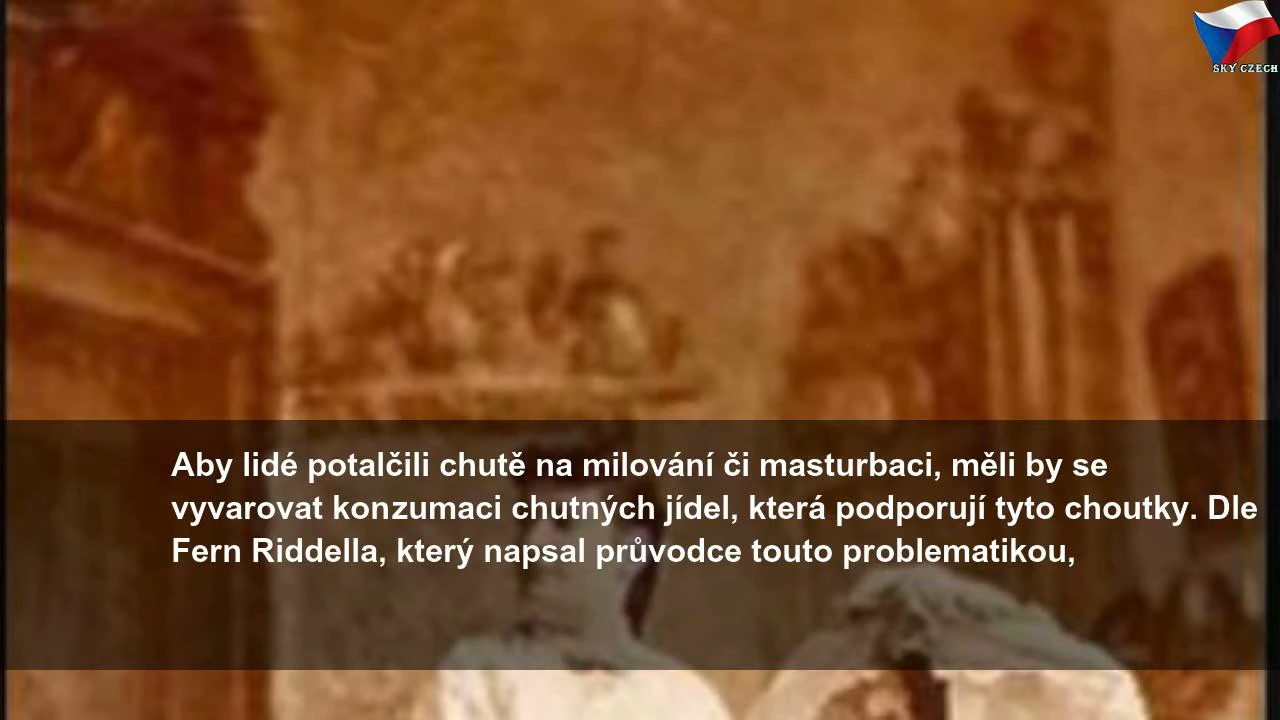 SKY CZECH
Aby lidé potalčili chutě na milování či masturbaci, měli by se
vyvarovat konzumaci chutných jídel, která podporují tyto choutky. Dle
Fern Riddella, který napsal průvodce touto problematikou,